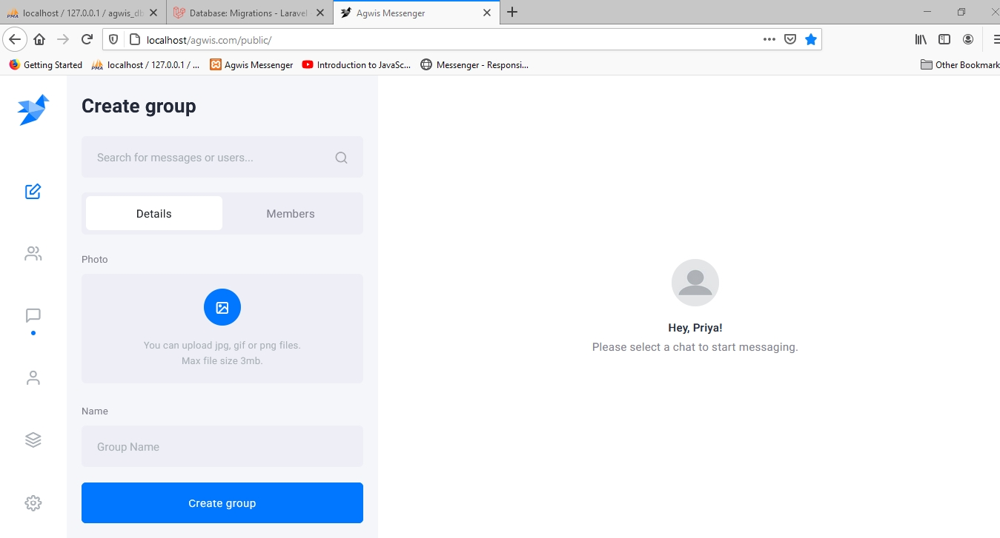 PMA localhost / 127.0.0.1 / agwis_db
Database: Migrations - Laravel
Agwis Messenger
localhost/agwis.com/public/
Getting Started
PMA localhost / 127.0.0.1 / ...
Agwis Messenger
Introduction to JavaSc...
Messenger - Responsi...
Other Bookmark
Create group
Search for messages or users...
Details
Members
Photo
You can upload jpg, gif or png files.
Max file size 3mb.
Name
Group Name
Create group
Hey, Priya!
Please select a chat to start messaging.